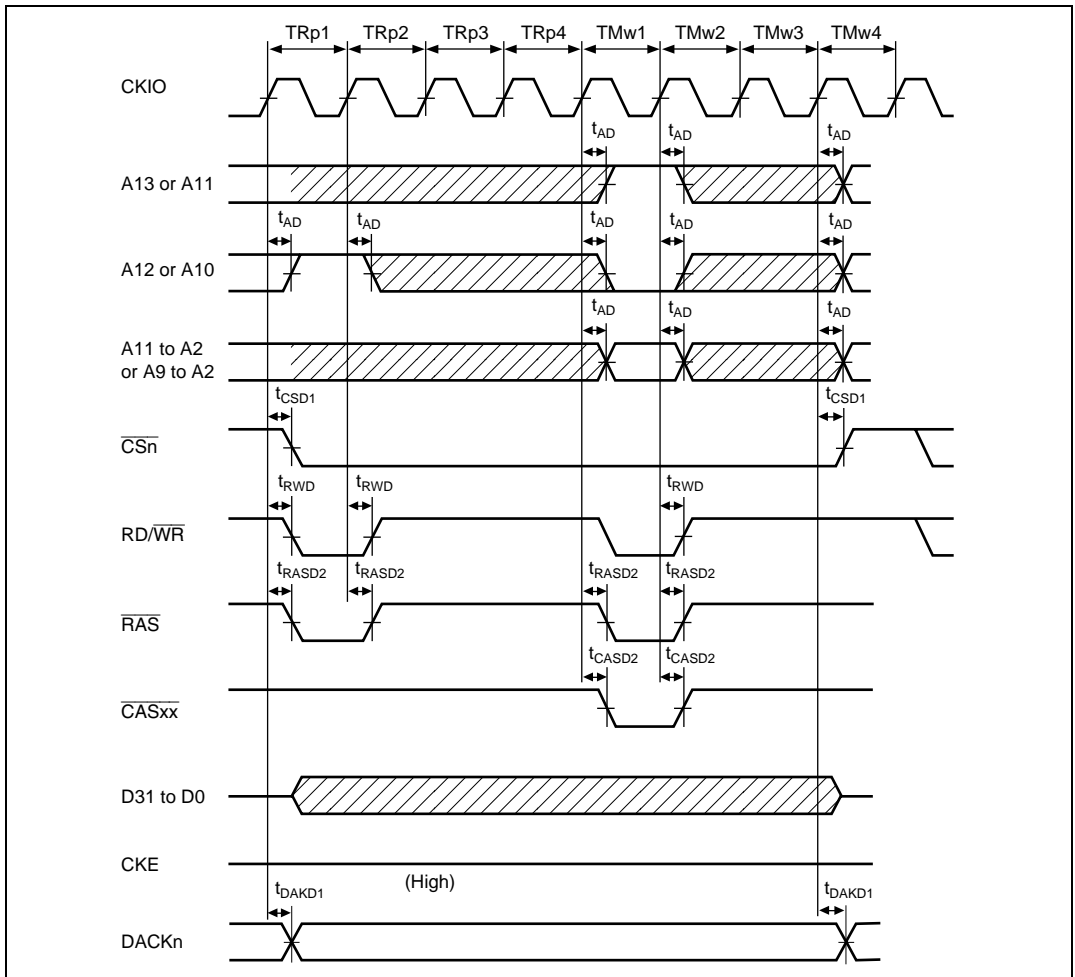 TRp1 TRp2 TRp3 TRp4 TMw1 TMw2 TMw3 TMw4
CKIO
tAD tAD tAD
A13 or A11
tAD tAD tAD tAD tAD
A12 or A10
tAD tAD tAD
A11 to A2
or A9 to A2
tCSD1 tCSD1
CSn
tRWD tRWD tRWD
RD/WR
tRASD2 tRASD2 tRASD2 tRASD2
RAS
tCASD2 tCASD2
CASxx
D31 to D0
CKE
(High)
tDAKD1 tDAKD1
DACKn